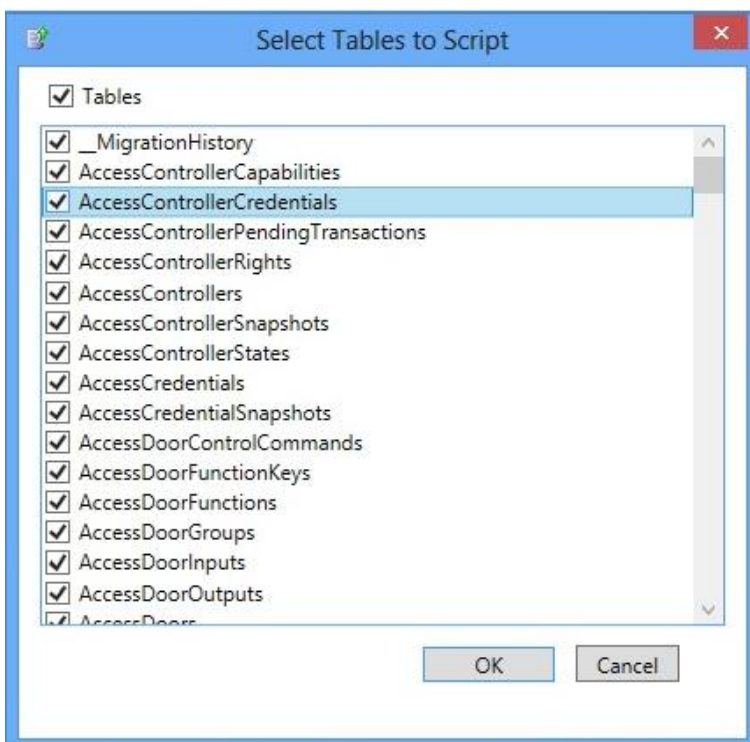 Select Tables to Script
Tables
__MigrationHistory
AccessControllerCapabilities
AccessControllerCredentials
AccessControllerPendingTransactions
AccessControllerRights
AccessControllers
AccessControllerSnapshots
AccessControllerStates
AccessCredentials
AccessCredentialSnapshots
AccessDoorControlCommands
AccessDoorFunctionKeys
AccessDoorFunctions
AccessDoorGroups
AccessDoorInputs
AccessDoorOutputs
AccessDoors
OK Cancel